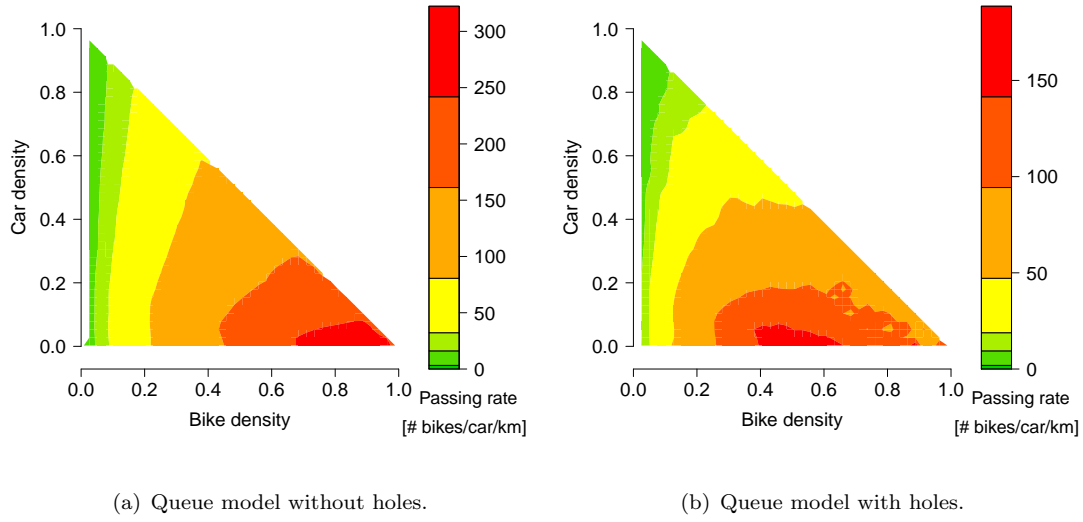 1.0
0.8
0.6
0.4
0.2
0.0
Car density
0.0 0.2 0.4 0.6 0.8 1.0
Bike density
300
250
200
150
100
50
0
Passing rate
[# bikes/car/km]
(a) Queue model without holes.
1.0
0.8
0.6
0.4
0.2
0.0
Car density
0.0 0.2 0.4 0.6 0.8 1.0
Bike density
150
100
50
0
Passing rate
[# bikes/car/km]
(b) Queue model with holes.